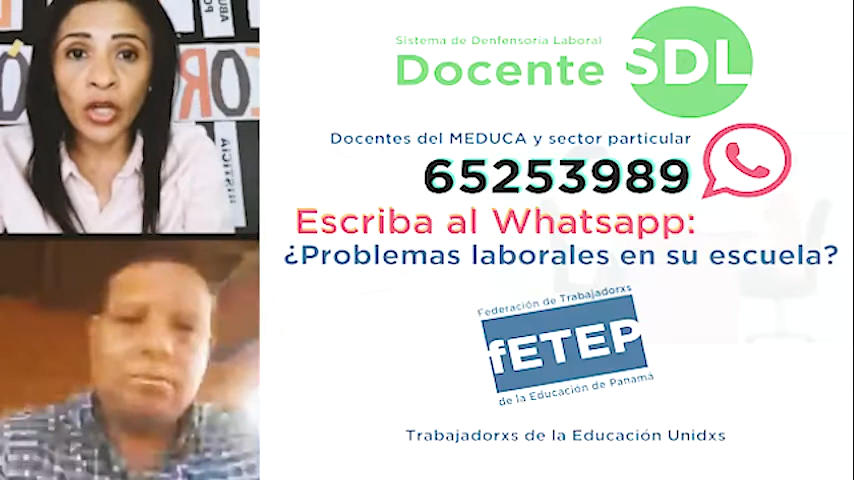 Sistema de Denfensoria Laboral
Docente
SDL
Docentes del MEDUCA y sector particular
65253989
Escriba al Whatsapp:
¿Problemas laborales en su escuela?
Federación de Trabajadorxs
fETEP
de la Educación de Panamá
Trabajadorxs de la Educación Unidxs